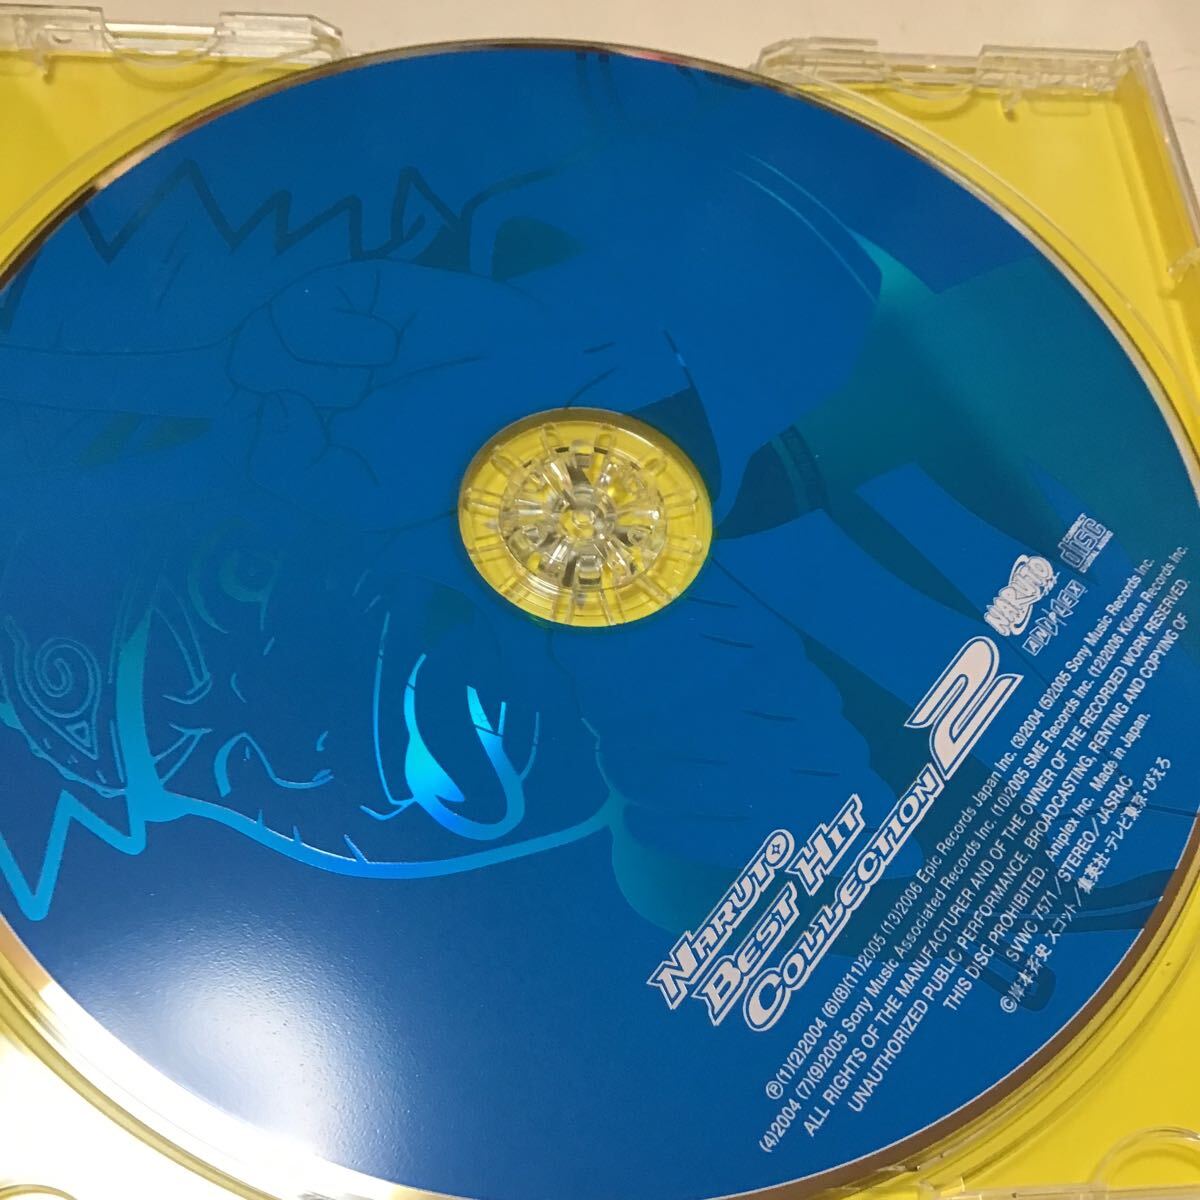 NARUTO
BEST HIT
COLLECTION 2
NARUTO
ANIPLEX
disc
Ⓟ(1)(2)2004 (6)(8)(11)2005 (13)2006 Epic Records Japan Inc. (3)2004 (5)2005 Sony Music Records Inc.
(4)2004 (7)(9)2005 Sony Music Associated Records Inc. (10)2005 SME Records Inc. (12)2006 Ki/oon Records Inc.
ALL RIGHTS OF THE MANUFACTURER AND OF THE OWNER OF THE RECORDED WORK RESERVED.
UNAUTHORIZED PUBLIC PERFORMANCE, BROADCASTING, RENTING AND COPYING OF
THIS DISC PROHIBITED. Aniplex Inc. Made in Japan.
SVWC 7571/STEREO/JASRAC
©岸本斉史 スコット/集英社・テレビ東京・ぴえろ